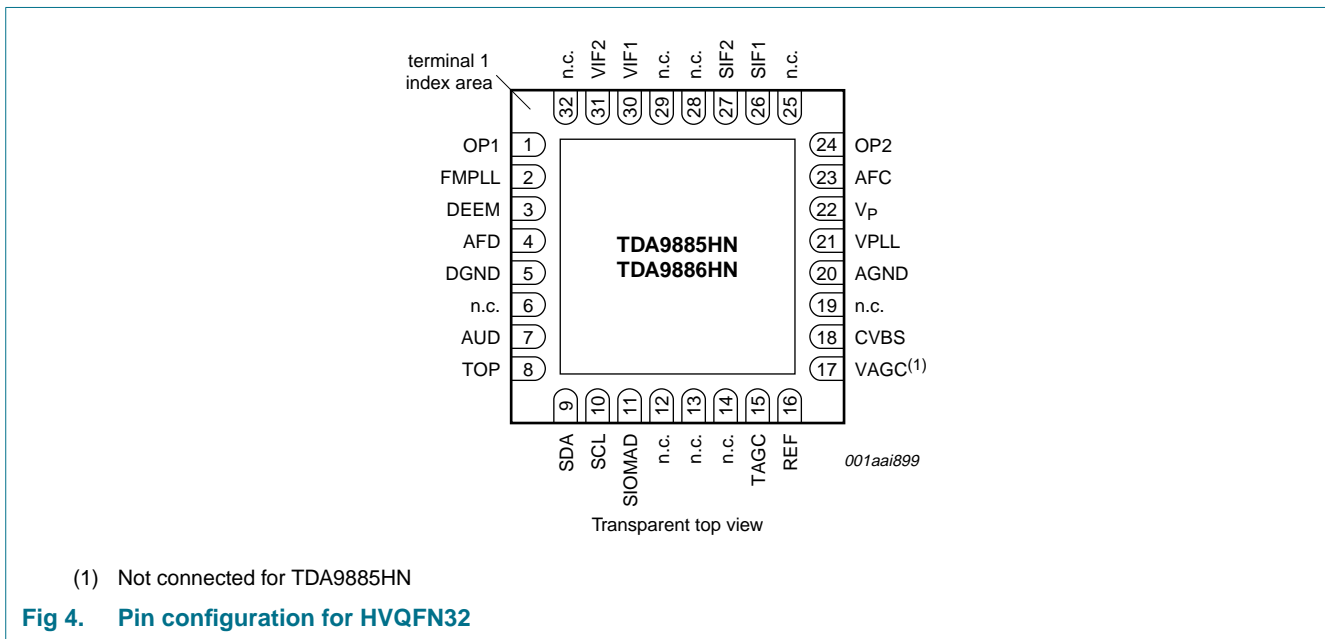 terminal 1
index area
n.c.
VIF2
VIF1
n.c.
n.c.
SIF2
SIF1
n.c.
32
31
30
29
28
27
26
25
OP1 1
FMPLL 2
DEEM 3
AFD 4
DGND 5
n.c. 6
AUD 7
TOP 8
24 OP2
23 AFC
22 VP
21 VPLL
20 AGND
19 n.c.
18 CVBS
17 VAGC(1)
TDA9885HN
TDA9886HN
9
10
11
12
13
14
15
16
SDA
SCL
SIOMAD
n.c.
n.c.
n.c.
TAGC
REF
001aai899
Transparent top view
(1) Not connected for TDA9885HN
Fig 4. Pin configuration for HVQFN32